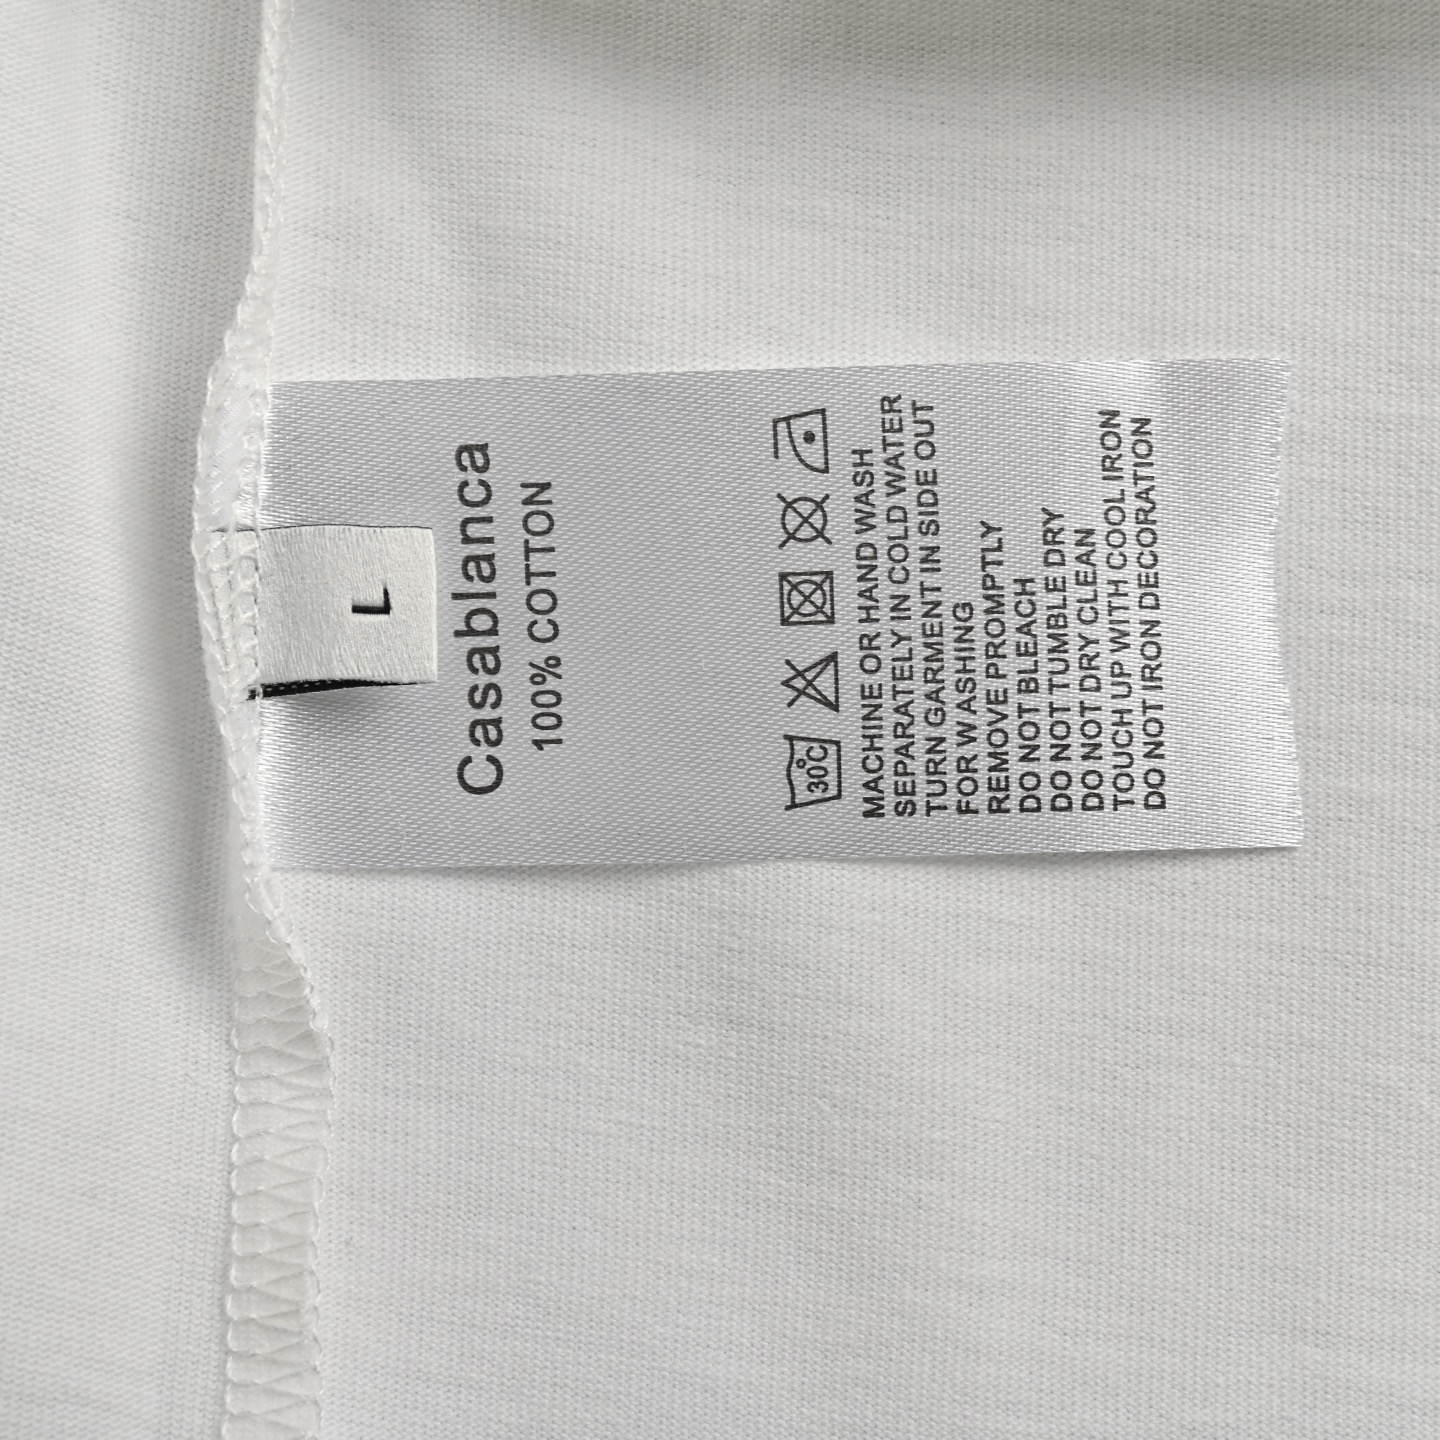 L
Casablanca
100% COTTON
30°C
MACHINE OR HAND WASH
SEPARATELY IN COLD WATER
TURN GARMENT IN SIDE OUT
FOR WASHING
REMOVE PROMPTLY
DO NOT BLEACH
DO NOT TUMBLE DRY
DO NOT DRY CLEAN
TOUCH UP WITH COOL IRON
DO NOT IRON DECORATION